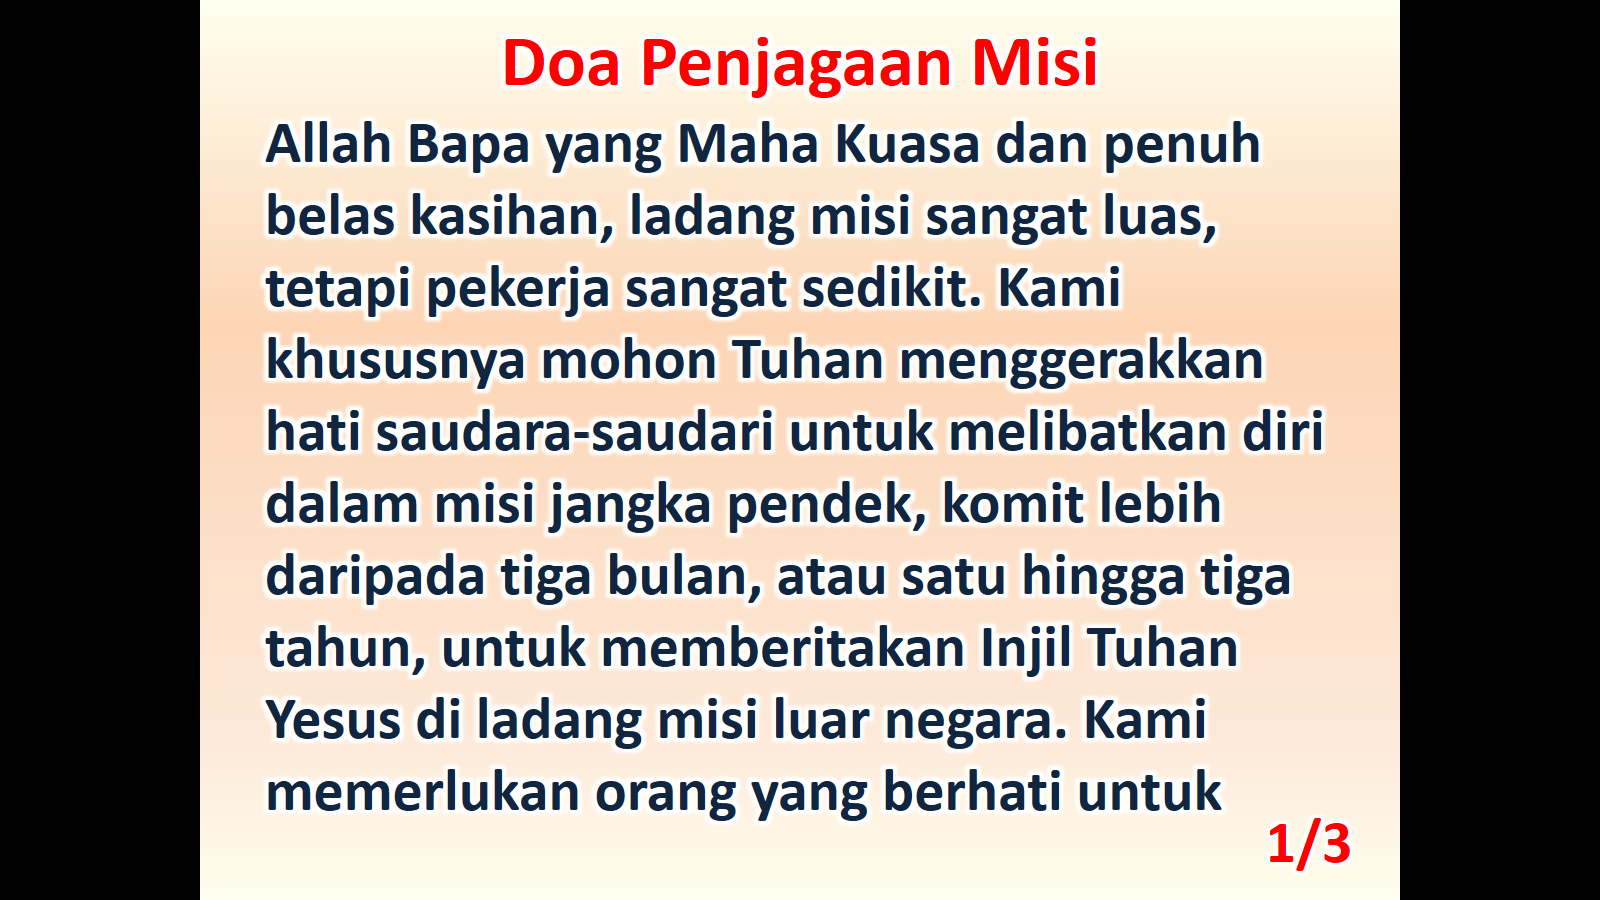 Doa Penjagaan Misi
Allah Bapa yang Maha Kuasa dan penuh
belas kasihan, ladang misi sangat luas,
tetapi pekerja sangat sedikit. Kami
khususnya mohon Tuhan menggerakkan
hati saudara-saudari untuk melibatkan diri
dalam misi jangka pendek, komit lebih
daripada tiga bulan, atau satu hingga tiga
tahun, untuk memberitakan Injil Tuhan
Yesus di ladang misi luar negara. Kami
memerlukan orang yang berhati untuk
1/3